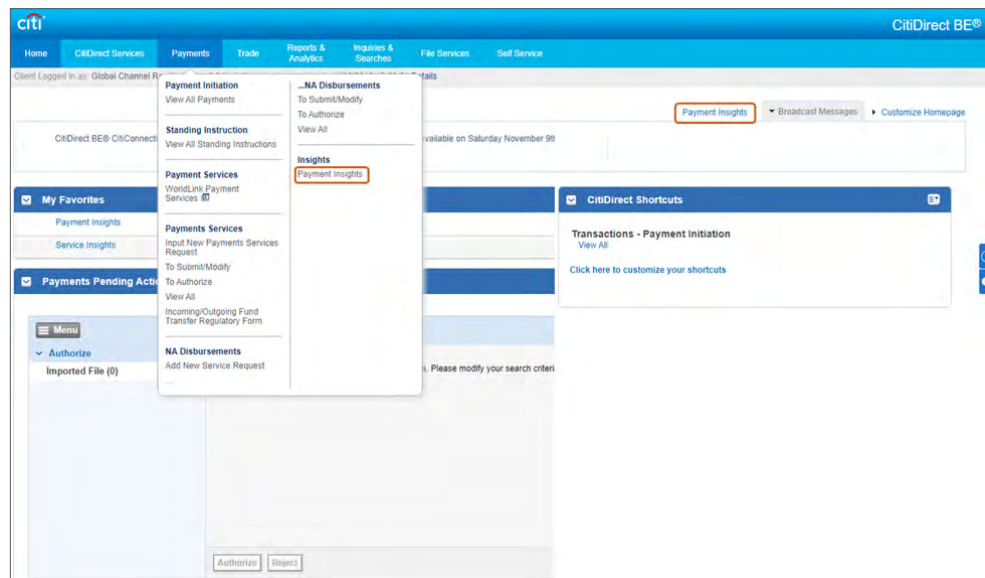 citi
CitiDirect BE®
Home
CitiDirect Services
Payments
Trade
Reports & Analytics
Inquiries & Searches
File Services
Self Service
Client Logged in as: Global Channel
Details
Payment Initiation
View All Payments
Standing Instruction
View All Standing Instructions
Payment Services
WorldLink Payment
Services
Payments Services
Input New Payments Services
Request
To Submit/Modify
To Authorize
View All
Incoming/Outgoing Fund
Transfer Regulatory Form
NA Disbursements
Add New Service Request
...
...NA Disbursements
To Submit/Modify
To Authorize
View All
Insights
Payment Insights
Payment Insights
Broadcast Messages
Customize Homepage
CitiDirect BE® CitiConnect
available on Saturday November 9th
My Favorites
Payment Insights
Service Insights
CitiDirect Shortcuts
Transactions - Payment Initiation
View All
Click here to customize your shortcuts
Payments Pending
Menu
Authorize
Imported File (0)
Please modify your search criteri
Authorize
Reject